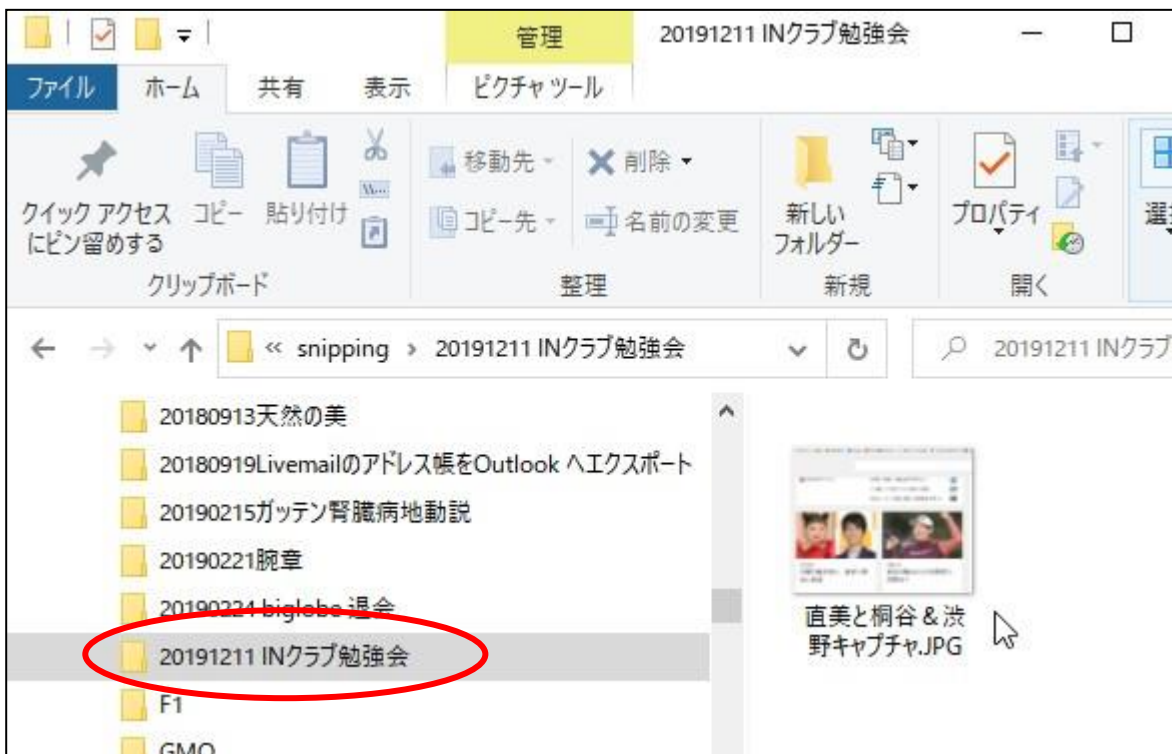 管理
20191211 INクラブ勉強会
ファイル
ホーム
共有
表示
ピクチャ ツール
クイック アクセス
にピン留めする
コピー
貼り付け
移動先
コピー先
削除
名前の変更
新しい
フォルダー
プロパティ
クリップボード
整理
新規
開く
« snipping › 20191211 INクラブ勉強会
20191211 INクラブ
20180913天然の美
20180919Livemailのアドレス帳をOutlook へエクスポート
20190215ガッテン腎臓病地動説
20190221腕章
20190224 biglobe 退会
20191211 INクラブ勉強会
F1
GMO
直美と桐谷 & 渋
野キャプチャ.JPG